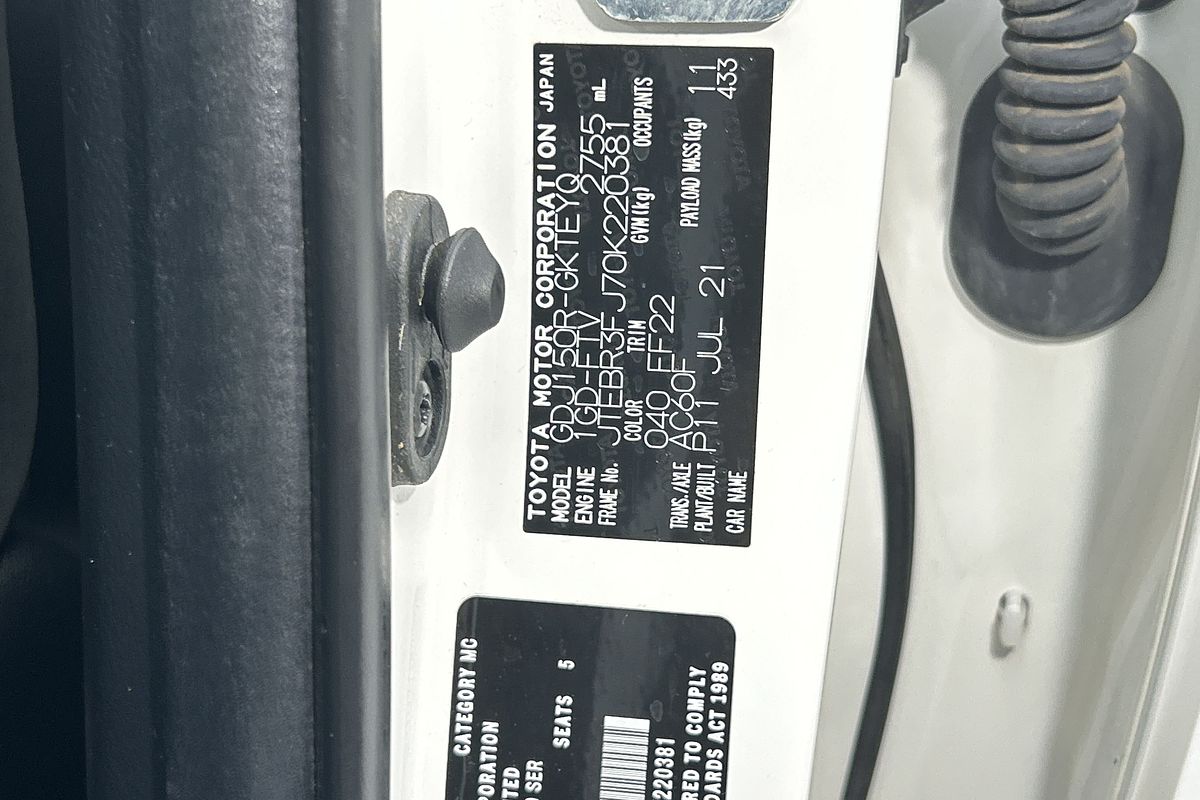 TOYOTA MOTOR CORPORATION JAPAN
MODEL GDJ150R-GKTEYQ
ENGINE 1GD-FTV 2755 mL
FRAME No. JTEBR3FJ70K220381
COLOR TRIM GVM(kg) OCCUPANTS
040 FF22
TRANS./AXLE AC60F PAYLOAD MASS(kg)
PLANT/BUILT P11 JUL 21 11
CAR NAME 433
CATEGORY MC
PORATION
TED
SER
SEATS 5
220381
RED TO COMPLY
DARDS ACT 1989